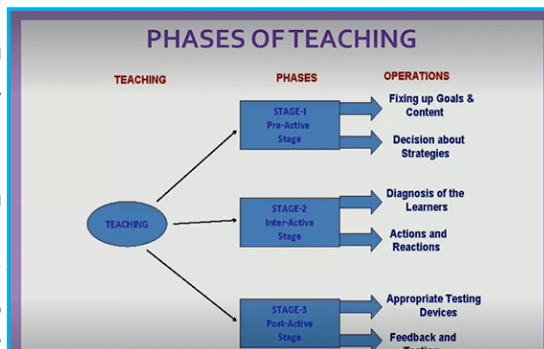 PHASES OF TEACHING
TEACHING
PHASES
OPERATIONS
STAGE-I
Pre-Active
Stage
Fixing up Goals &
Content
Decision about
Strategies
TEACHING
STAGE-2
Inter-Active
Stage
Diagnosis of the
Learners
Actions and
Reactions
STAGE-3
Post-Active
Stage
Appropriate Testing
Devices
Feedback and